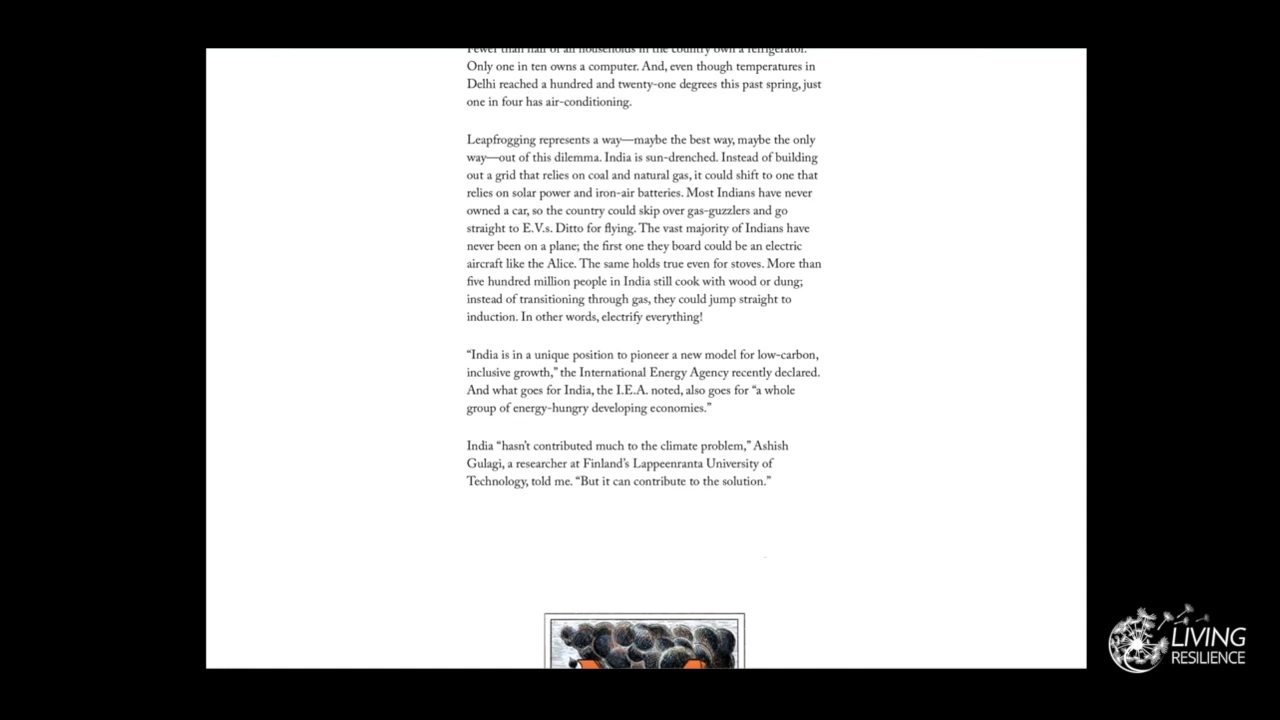 Fewer than half of all households in the country own a refrigerator.
Only one in ten owns a computer. And, even though temperatures in
Delhi reached a hundred and twenty-one degrees this past spring, just
one in four has air-conditioning.
Leapfrogging represents a way—maybe the best way, maybe the only
way—out of this dilemma. India is sun-drenched. Instead of building
out a grid that relies on coal and natural gas, it could shift to one that
relies on solar power and iron-air batteries. Most Indians have never
owned a car, so the country could skip over gas-guzzlers and go
straight to E.V.s. Ditto for flying. The vast majority of Indians have
never been on a plane; the first one they board could be an electric
aircraft like the Alice. The same holds true even for stoves. More than
five hundred million people in India still cook with wood or dung;
instead of transitioning through gas, they could jump straight to
induction. In other words, electrify everything!
“India is in a unique position to pioneer a new model for low-carbon,
inclusive growth,” the International Energy Agency recently declared.
And what goes for India, the I.E.A. noted, also goes for “a whole
group of energy-hungry developing economies.”
India “hasn’t contributed much to the climate problem,” Ashish
Gulagi, a researcher at Finland’s Lappeenranta University of
Technology, told me. “But it can contribute to the solution.”
LIVING
RESILIENCE